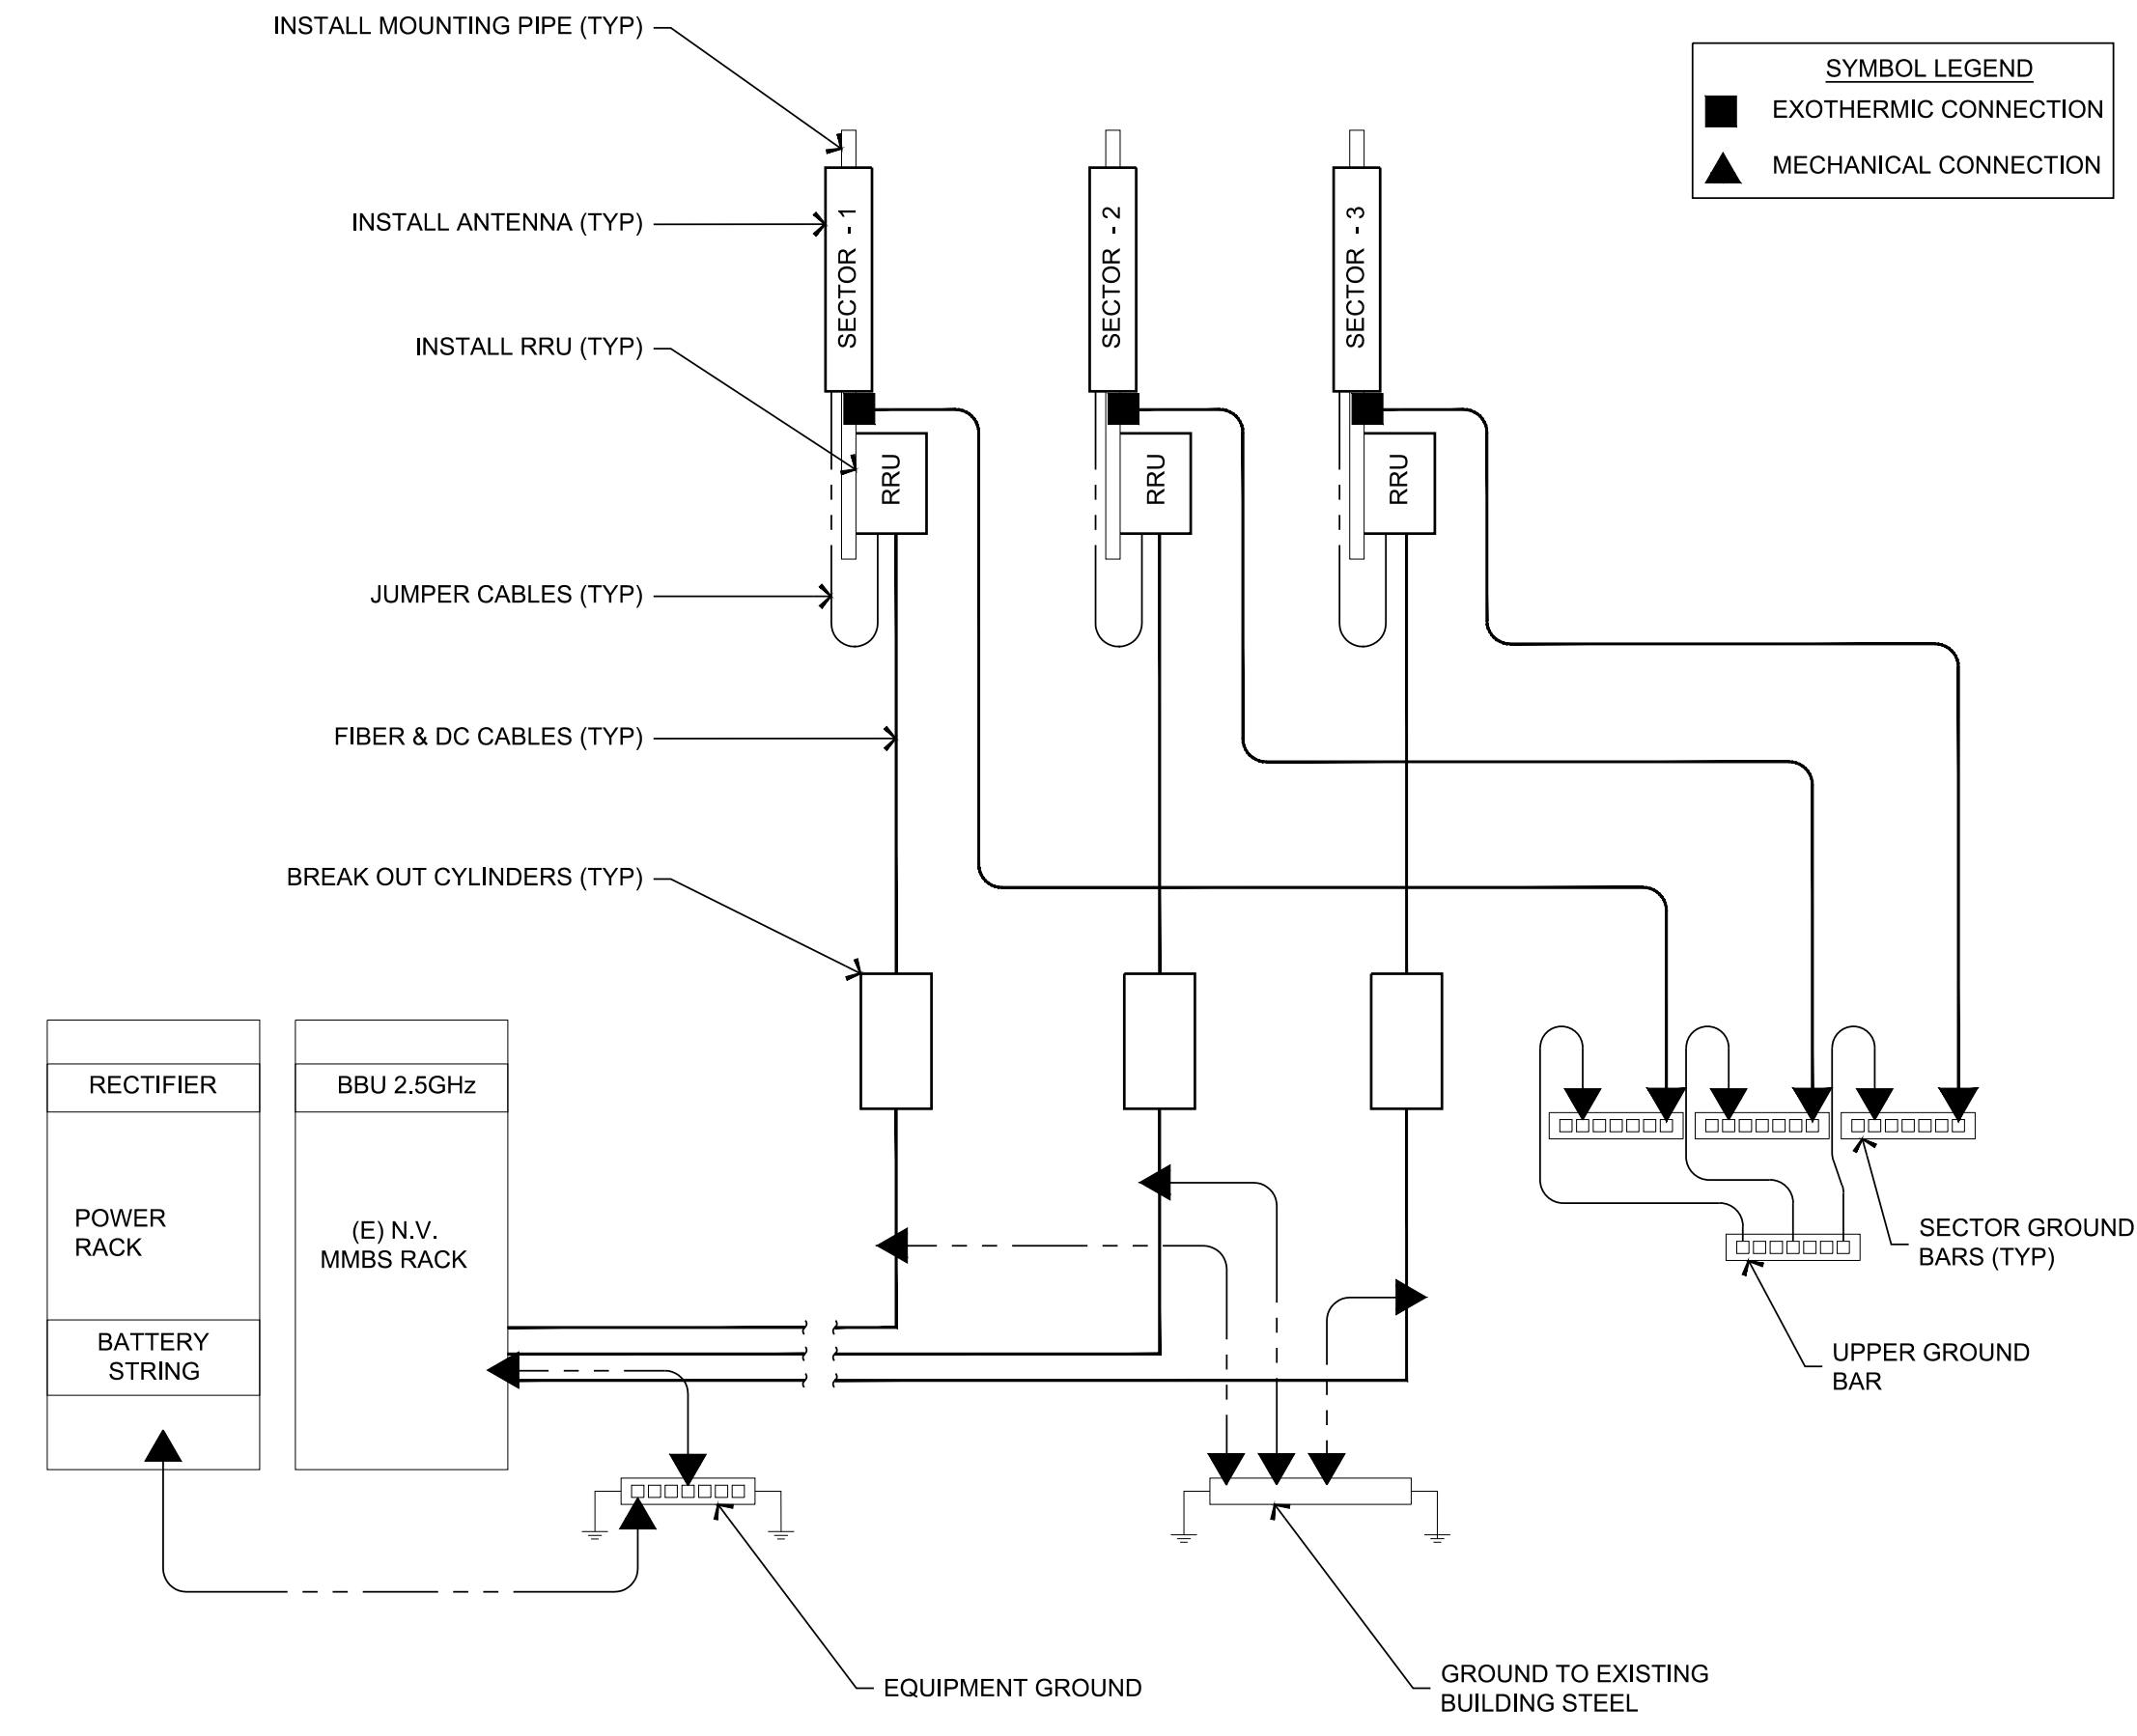 INSTALL MOUNTING PIPE (TYP)
SYMBOL LEGEND
EXOTHERMIC CONNECTION
MECHANICAL CONNECTION
INSTALL ANTENNA (TYP)
SECTOR - 1
SECTOR - 2
SECTOR - 3
INSTALL RRU (TYP)
RRU
RRU
RRU
JUMPER CABLES (TYP)
FIBER & DC CABLES (TYP)
BREAK OUT CYLINDERS (TYP)
RECTIFIER
BBU 2.5GHz
POWER
RACK
(E) N.V.
MMBS RACK
SECTOR GROUND
BARS (TYP)
BATTERY
STRING
UPPER GROUND
BAR
EQUIPMENT GROUND
GROUND TO EXISTING
BUILDING STEEL